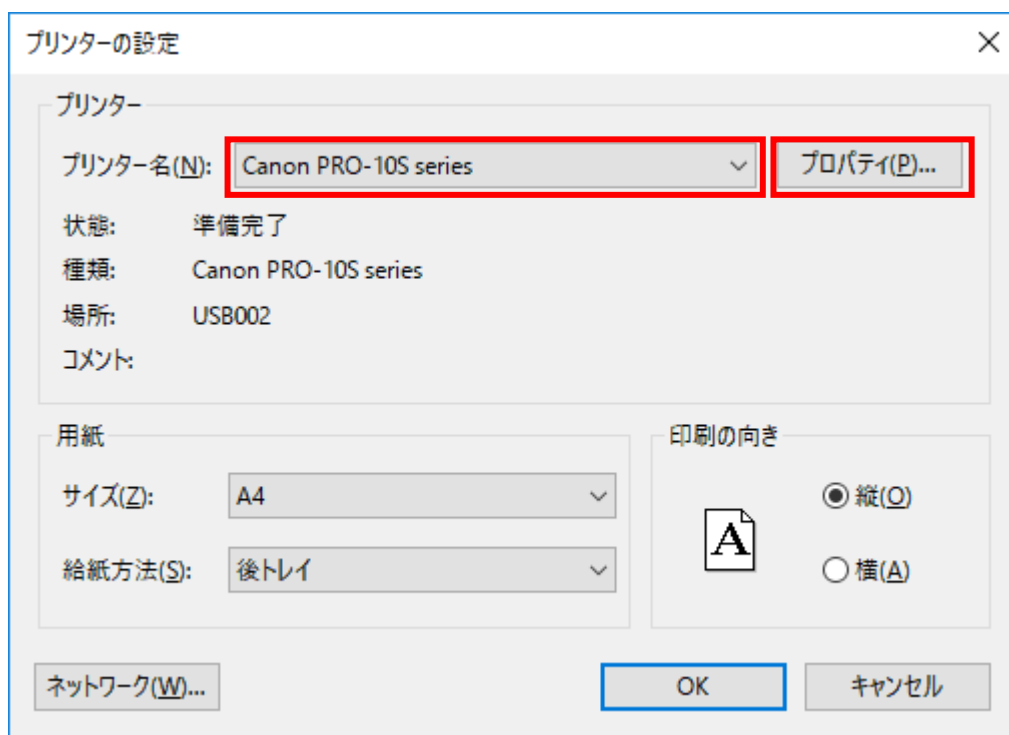 プリンターの設定
プリンター
プリンター名(N): Canon PRO-10S series プロパティ(P)...
状態: 準備完了
種類: Canon PRO-10S series
場所: USB002
コメント:
用紙 印刷の向き
サイズ(Z): A4 縦(O)
A
給紙方法(S): 後トレイ 横(A)
ネットワーク(W)... OK キャンセル